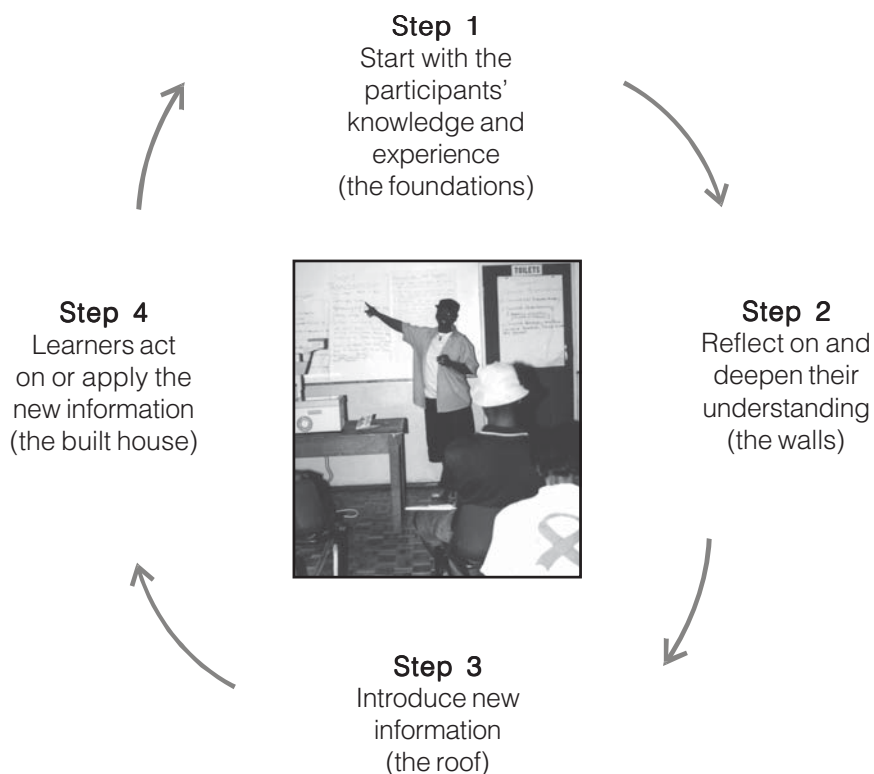 Step 1
Start with the
participants’
knowledge and
experience
(the foundations)
TOILETS
Step 2
Reflect on and
deepen their
understanding
(the walls)
Step 3
Introduce new
information
(the roof)
Step 4
Learners act
on or apply the
new information
(the built house)